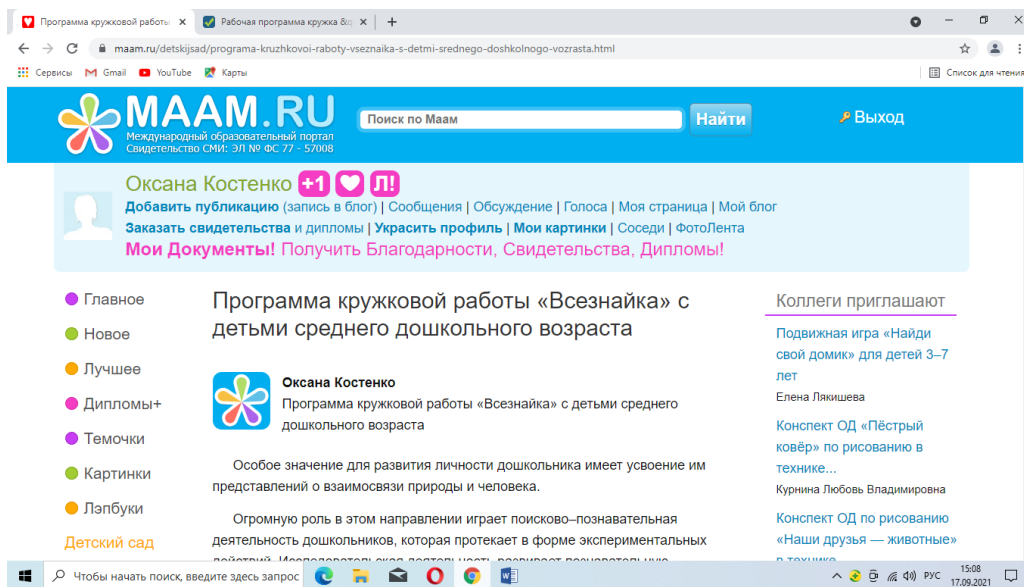 Программа кружковой работы
Рабочая программа кружка &q
maam.ru/detskijsad/programa-kruzhkovoi-raboty-vseznaika-s-detmi-srednego-doshkolnogo-vozrasta.html
Сервисы Gmail YouTube Карты Список для чтения
MAAM.RU
Международный образовательный портал
Свидетельство СМИ: ЭЛ № ФС 77 - 57008
Поиск по Маам Найти Выход
Оксана Костенко +1 Л!
Добавить публикацию (запись в блог) | Сообщения | Обсуждение | Голоса | Моя страница | Мой блог
Заказать свидетельства и дипломы | Украсить профиль | Мои картинки | Соседи | ФотоЛента
Мои Документы! Получить Благодарности, Свидетельства, Дипломы!
Главное
Новое
Лучшее
Дипломы+
Темочки
Картинки
Лэпбуки
Детский сад
Программа кружковой работы «Всезнайка» с
детьми среднего дошкольного возраста
Оксана Костенко
Программа кружковой работы «Всезнайка» с детьми среднего
дошкольного возраста
Особое значение для развития личности дошкольника имеет усвоение им
представлений о взаимосвязи природы и человека.
Огромную роль в этом направлении играет поисково–познавательная
деятельность дошкольников, которая протекает в форме экспериментальных
действий. Исследовательская деятельность развивает познавательную
Коллеги приглашают
Подвижная игра «Найди
свой домик» для детей 3–7
лет
Елена Лякишева
Конспект ОД «Пёстрый
ковёр» по рисованию в
технике...
Курнина Любовь Владимировна
Конспект ОД по рисованию
«Наши друзья — животные»
в технике
Чтобы начать поиск, введите здесь запрос
РУС
15:08
17.09.2021